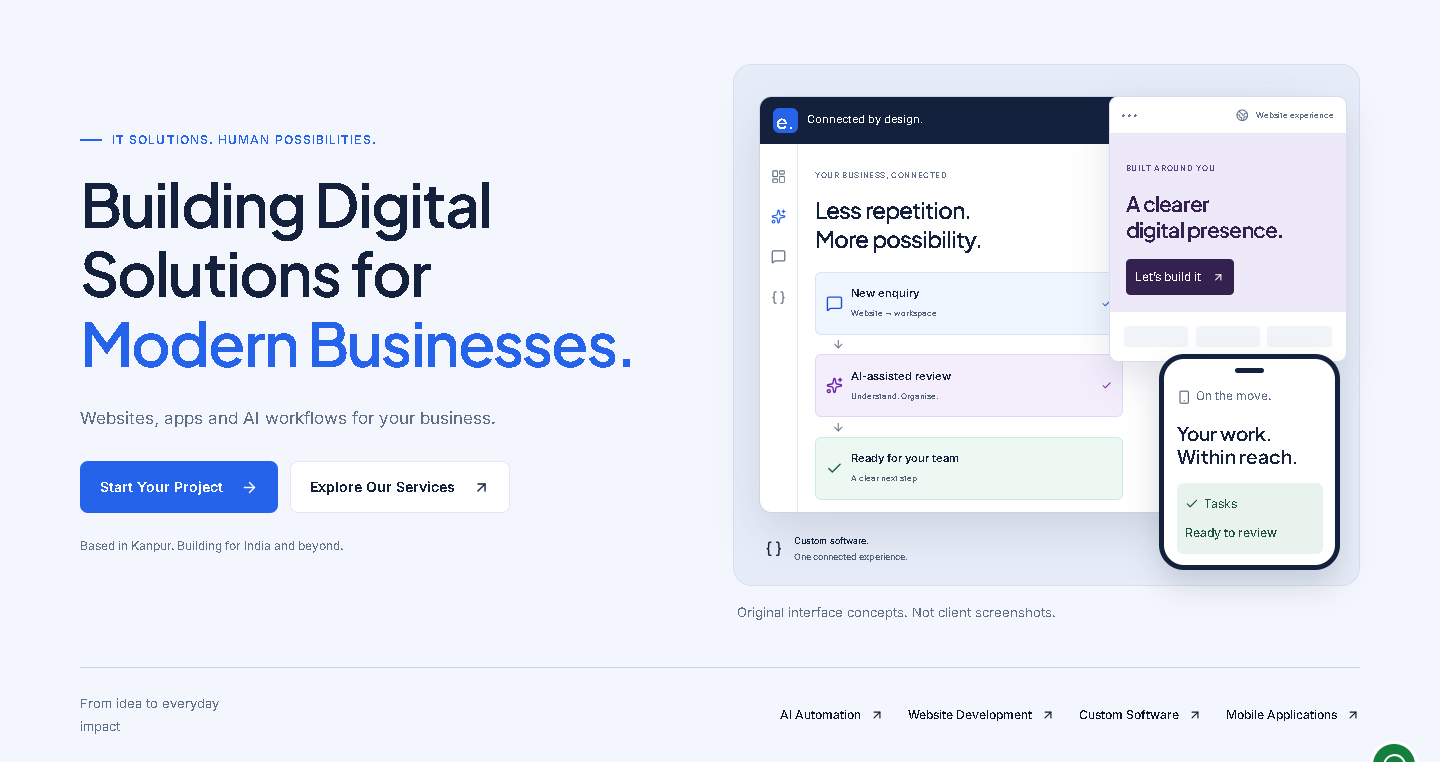 IT SOLUTIONS. HUMAN POSSIBILITIES.
Building Digital
Solutions for
Modern Businesses.
Websites, apps and AI workflows for your business.
Start Your Project
Explore Our Services
Based in Kanpur. Building for India and beyond.
e.
Connected by design.
YOUR BUSINESS, CONNECTED
Less repetition.
More possibility.
New enquiry
Website → workspace
AI-assisted review
Understand. Organise.
Ready for your team
A clear next step
Website experience
BUILT AROUND YOU
A clearer
digital presence.
Let's build it
On the move.
Your work.
Within reach.
Tasks
Ready to review
{ } Custom software.
One connected experience.
Original interface concepts. Not client screenshots.
From idea to everyday
impact
AI Automation
Website Development
Custom Software
Mobile Applications